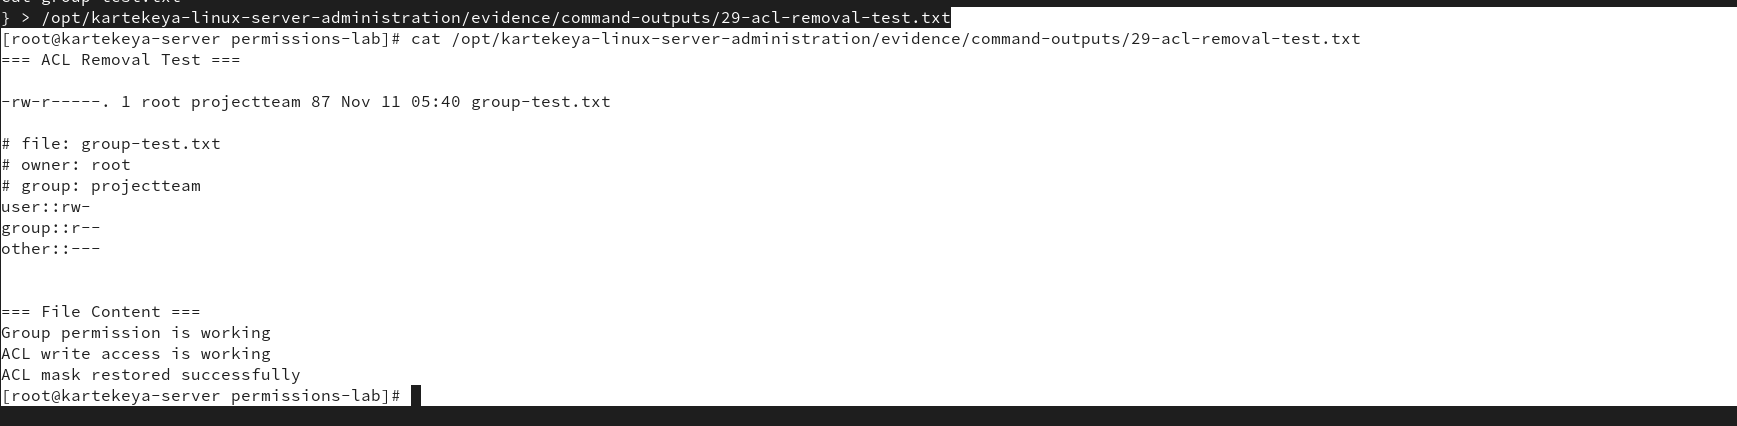 cat group-test.txt
} > /opt/kartekeya-linux-server-administration/evidence/command-outputs/29-acl-removal-test.txt
[root@kartekeya-server permissions-lab]# cat /opt/kartekeya-linux-server-administration/evidence/command-outputs/29-acl-removal-test.txt
=== ACL Removal Test ===
-rw-r-----. 1 root projectteam 87 Nov 11 05:40 group-test.txt
# file: group-test.txt
# owner: root
# group: projectteam
user::rw-
group::r--
other::---
=== File Content ===
Group permission is working
ACL write access is working
ACL mask restored successfully
[root@kartekeya-server permissions-lab]#